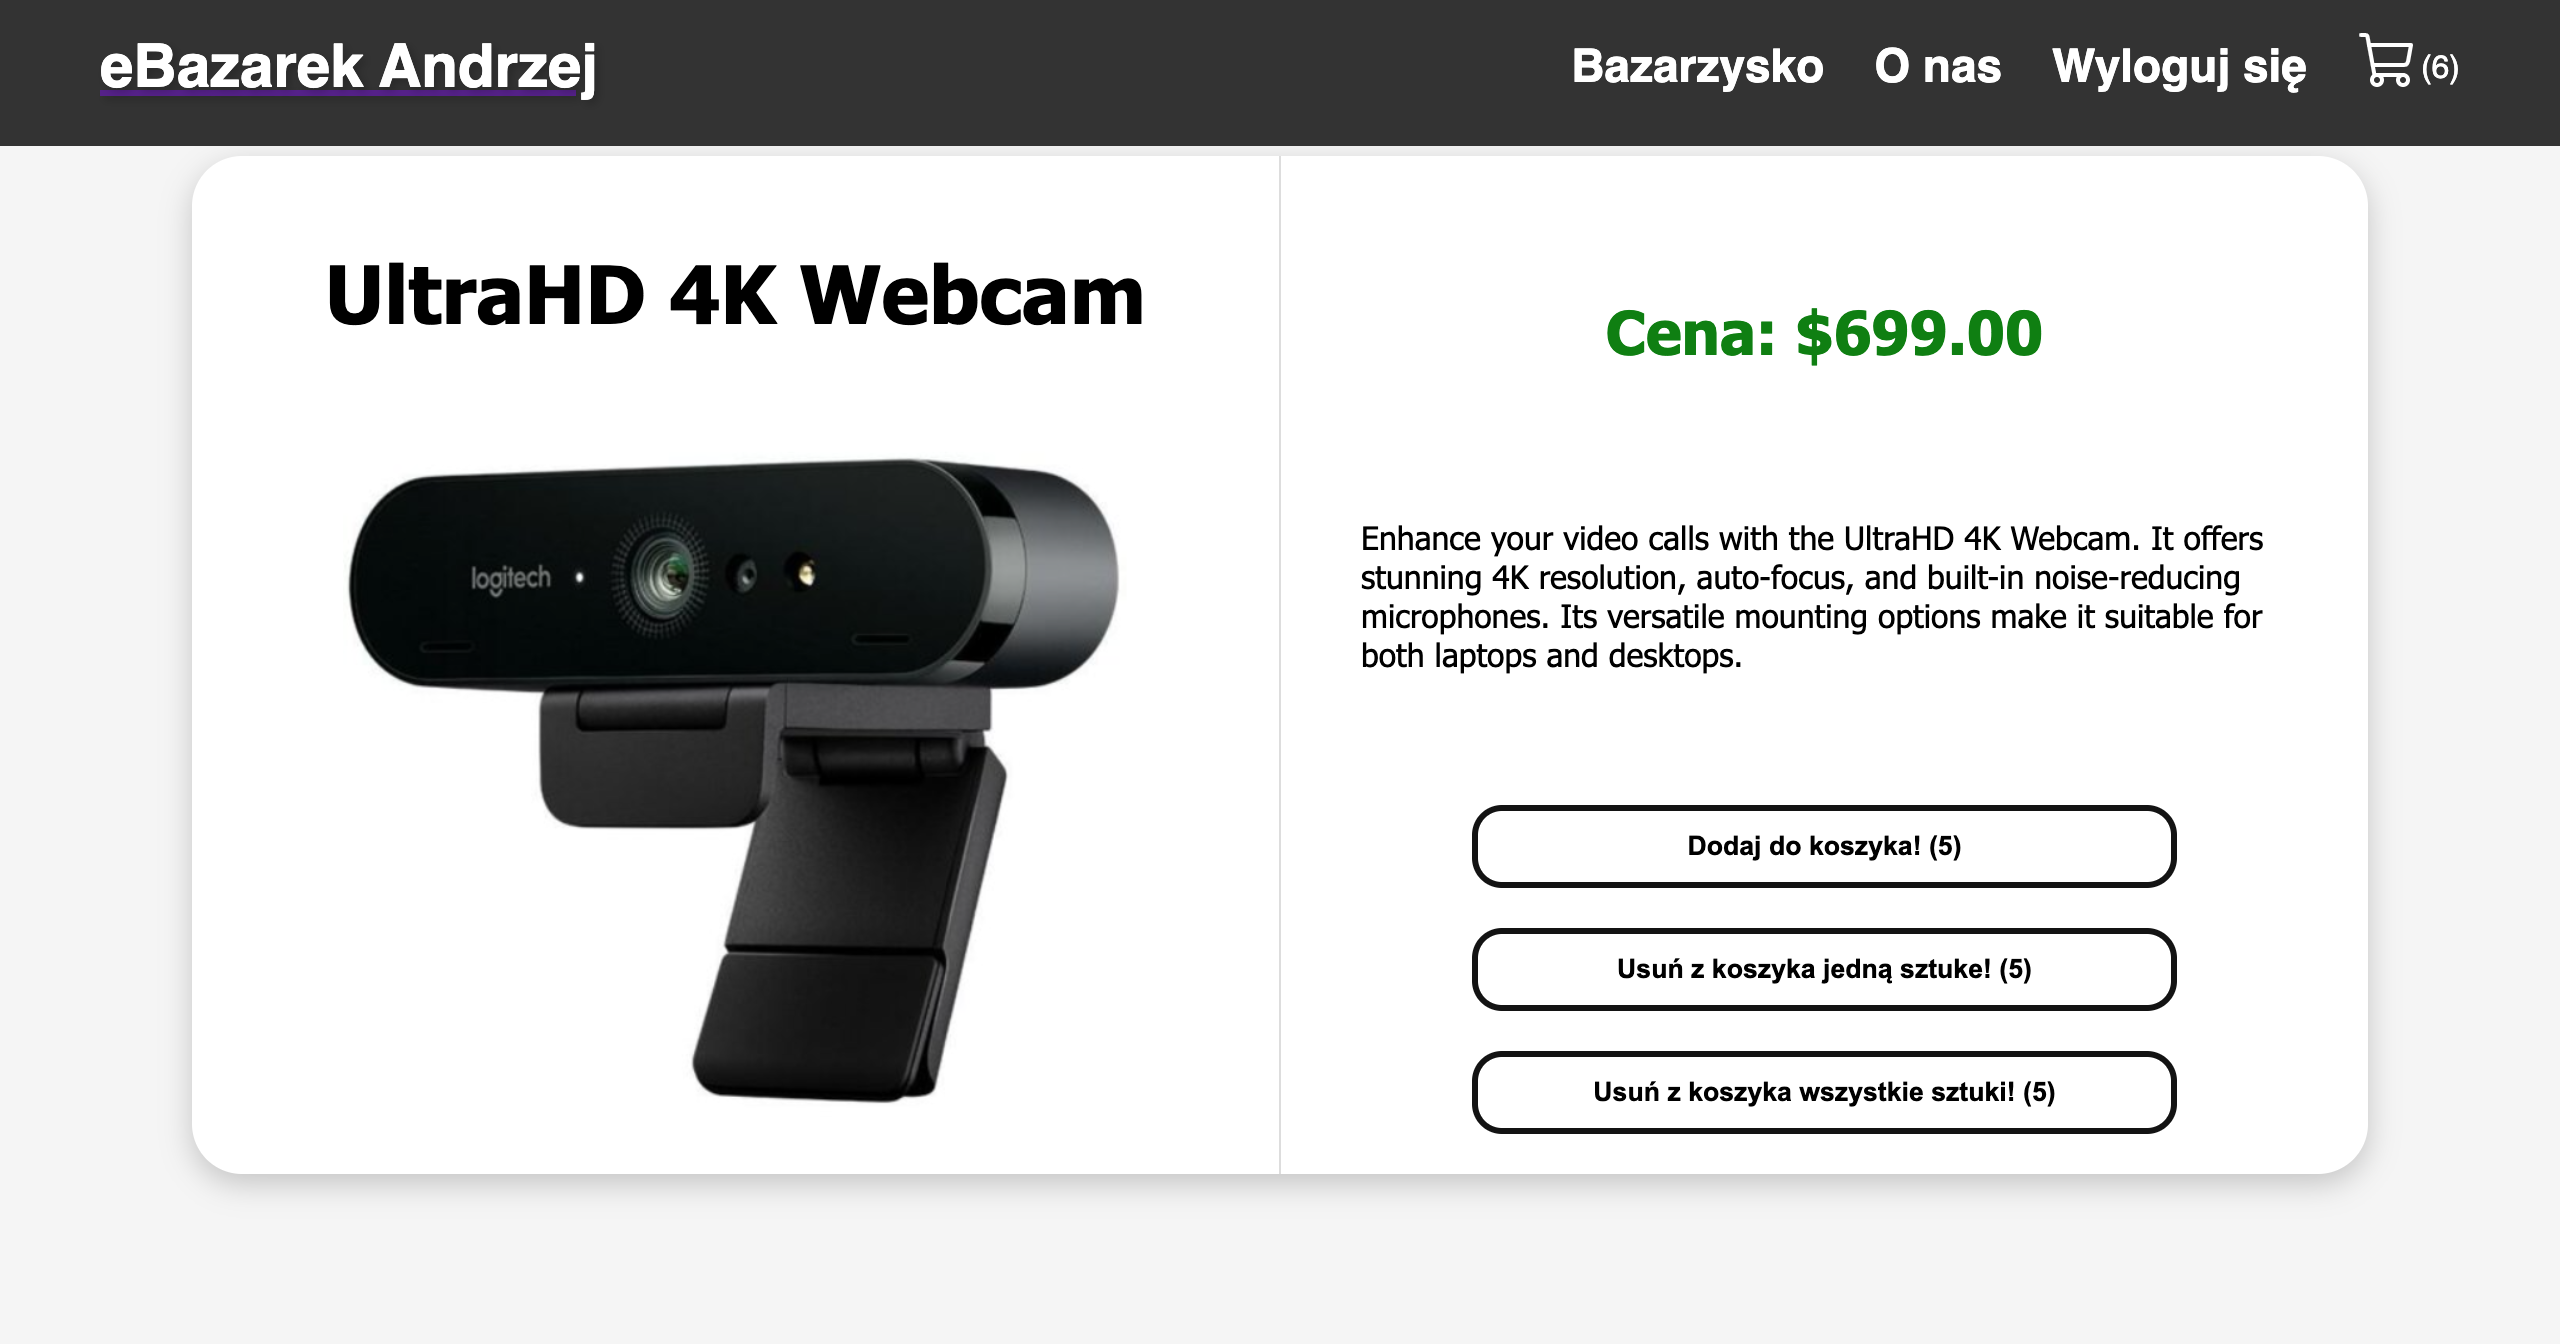 eBazarek Andrzej
Bazarzysko
O nas
Wyloguj się
(6)
UltraHD 4K Webcam
logitech
Cena: $699.00
Enhance your video calls with the UltraHD 4K Webcam. It offers
stunning 4K resolution, auto-focus, and built-in noise-reducing
microphones. Its versatile mounting options make it suitable for
both laptops and desktops.
Dodaj do koszyka! (5)
Usuń z koszyka jedną sztuke! (5)
Usuń z koszyka wszystkie sztuki! (5)